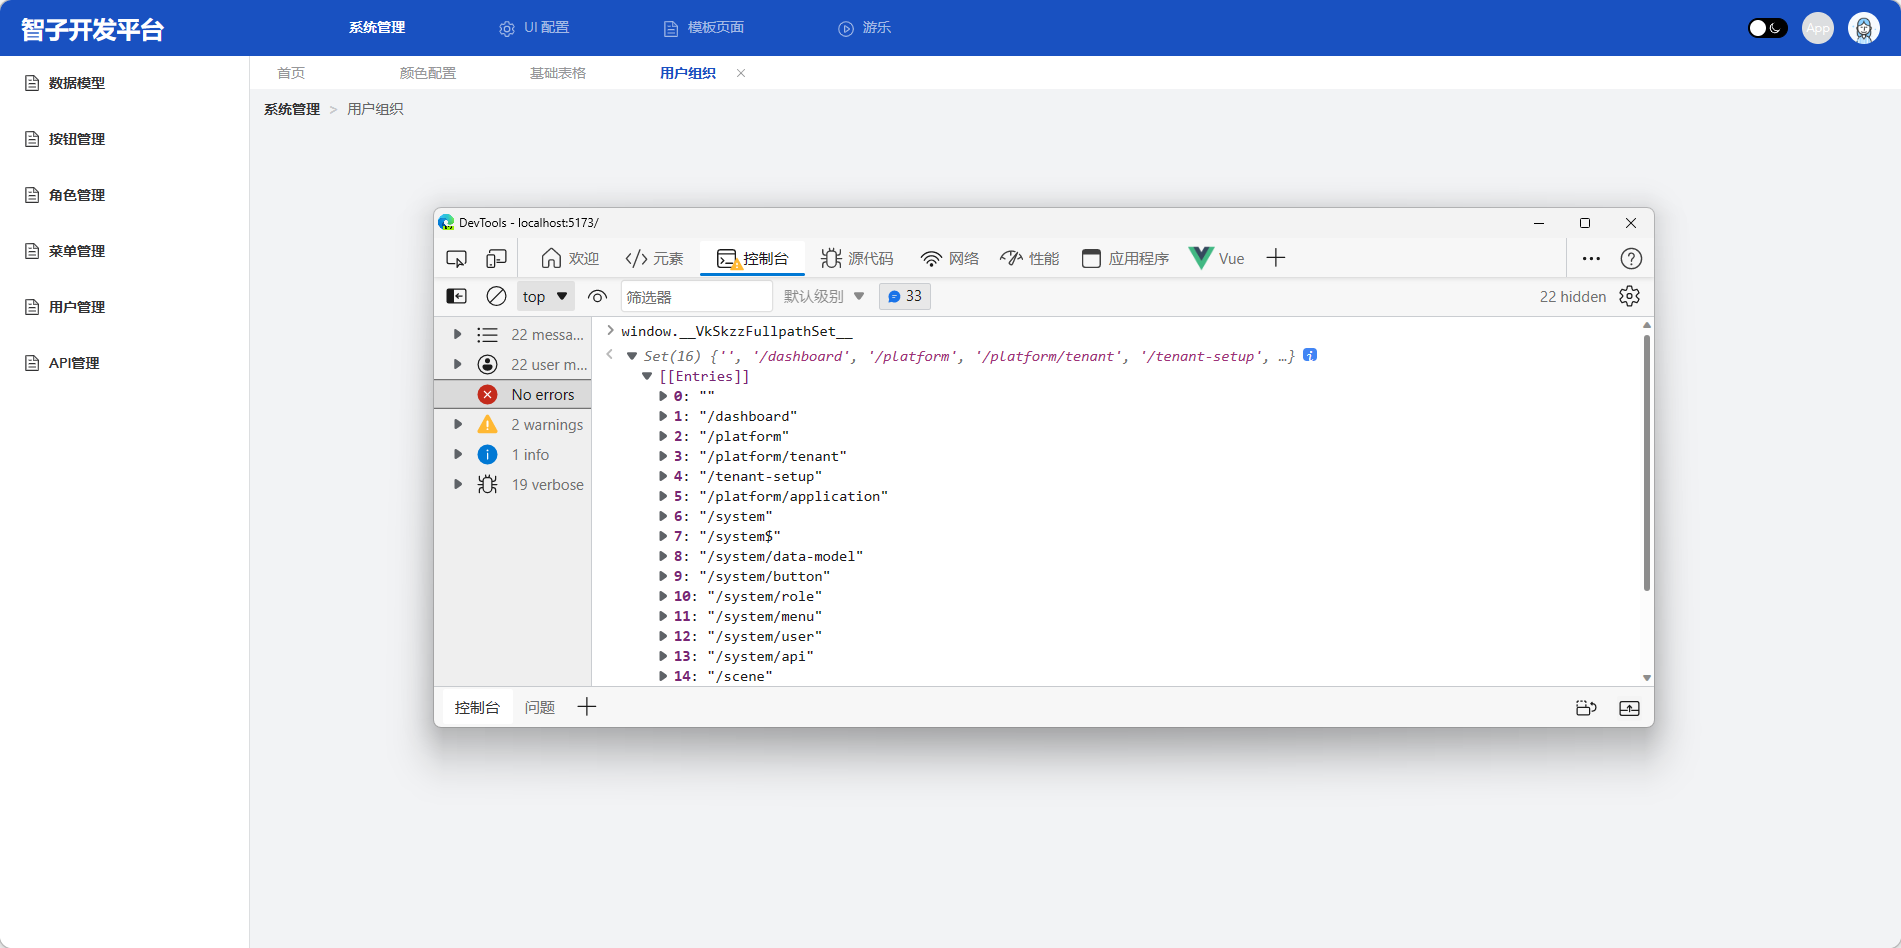 智子开发平台
系统管理
UI 配置
模板页面
游乐
App
数据模型
按钮管理
角色管理
菜单管理
用户管理
API管理
首页
颜色配置
基础表格
用户组织
系统管理 > 用户组织
DevTools - localhost:5173/
欢迎
元素
控制台
源代码
网络
性能
应用程序
Vue
top
筛选器
默认级别
33
22 hidden
22 messa...
22 user m...
No errors
2 warnings
1 info
19 verbose
window.__VkSkzzFullpathSet__
Set(16) {'', '/dashboard', '/platform', '/platform/tenant', '/tenant-setup', …}
[[Entries]]
0: ""
1: "/dashboard"
2: "/platform"
3: "/platform/tenant"
4: "/tenant-setup"
5: "/platform/application"
6: "/system"
7: "/system$"
8: "/system/data-model"
9: "/system/button"
10: "/system/role"
11: "/system/menu"
12: "/system/user"
13: "/system/api"
14: "/scene"
控制台
问题